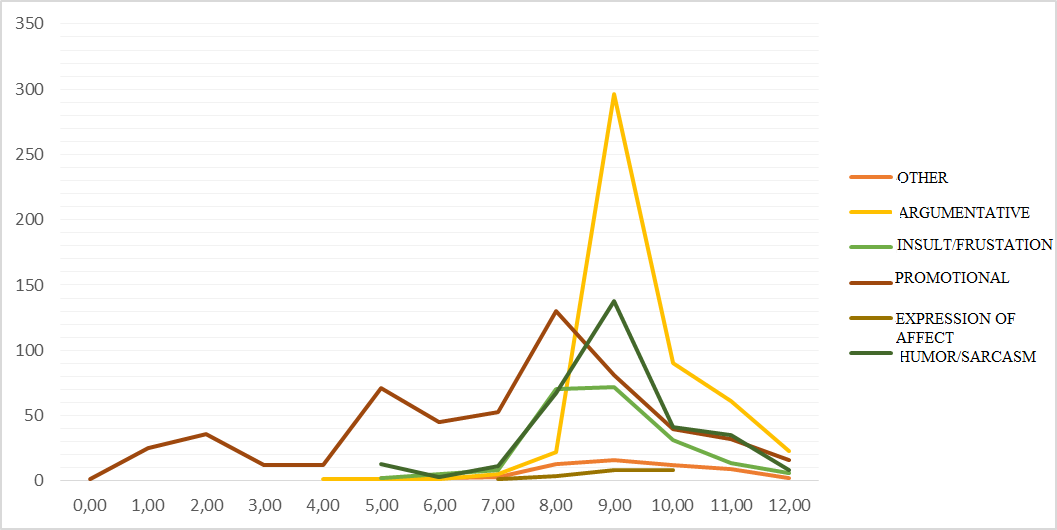 350
300
250
200
150
100
50
0
0,00 1,00 2,00 3,00 4,00 5,00 6,00 7,00 8,00 9,00 10,00 11,00 12,00
OTHER
ARGUMENTATIVE
INSULT/FRUSTATION
PROMOTIONAL
EXPRESSION OF
AFFECT
HUMOR/SARCASM